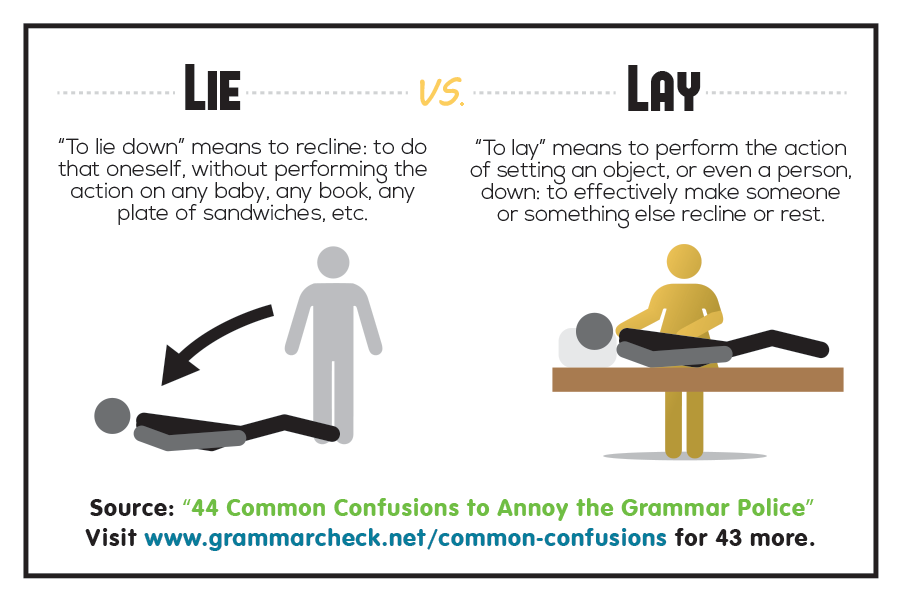 LIE VS. LAY
“To lie down” means to recline: to do
that oneself, without performing the
action on any baby, any book, any
plate of sandwiches, etc.
“To lay” means to perform the action
of setting an object, or even a person,
down: to effectively make someone
or something else recline or rest.
Source: “44 Common Confusions to Annoy the Grammar Police”
Visit www.grammarcheck.net/common-confusions for 43 more.